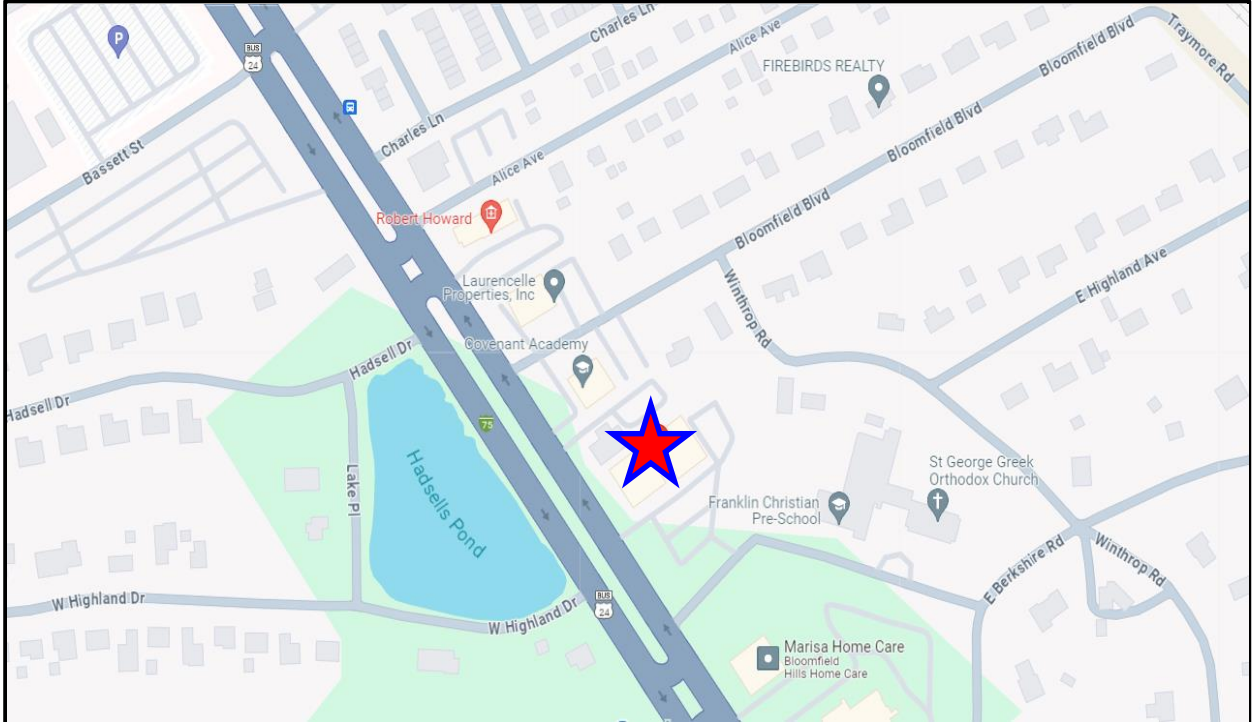 P
BUS
24
Bassett St
Charles Ln
Charles Ln
Alice Ave
Alice Ave
FIREBIRDS REALTY
Bloomfield Blvd
Traymore Rd
Bloomfield Blvd
Bloomfield Blvd
Robert Howard
Laurencelle
Properties, Inc
Covenant Academy
Winthrop Rd
E Highland Ave
Hadsell Dr
Hadsell Dr
75
Lake Pl
Hadsells Pond
St George Greek
Orthodox Church
Franklin Christian
Pre-School
E Berkshire Rd
Winthrop Rd
W Highland Dr
W Highland Dr
BUS
24
Marisa Home Care
Bloomfield
Hills Home Care